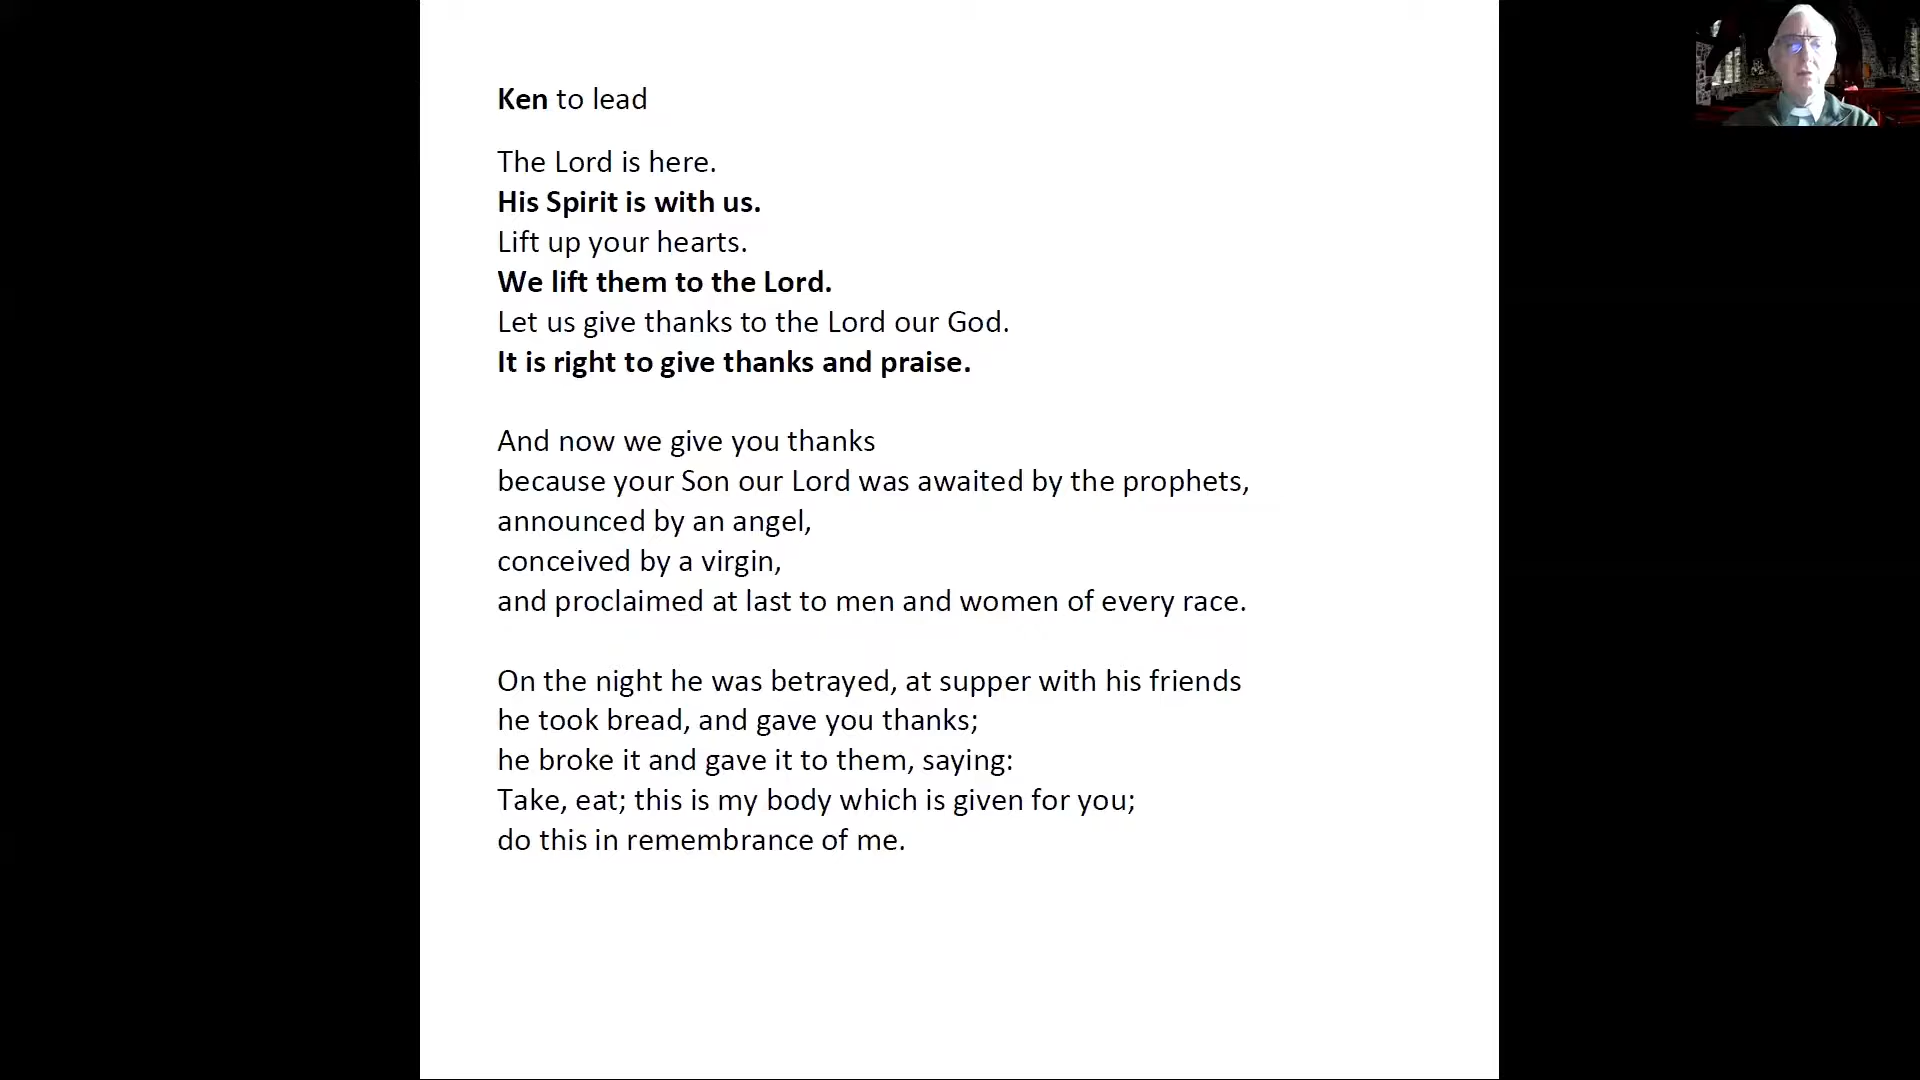 Ken to lead
The Lord is here.
His Spirit is with us.
Lift up your hearts.
We lift them to the Lord.
Let us give thanks to the Lord our God.
It is right to give thanks and praise.
And now we give you thanks
because your Son our Lord was awaited by the prophets,
announced by an angel,
conceived by a virgin,
and proclaimed at last to men and women of every race.
On the night he was betrayed, at supper with his friends
he took bread, and gave you thanks;
he broke it and gave it to them, saying:
Take, eat; this is my body which is given for you;
do this in remembrance of me.